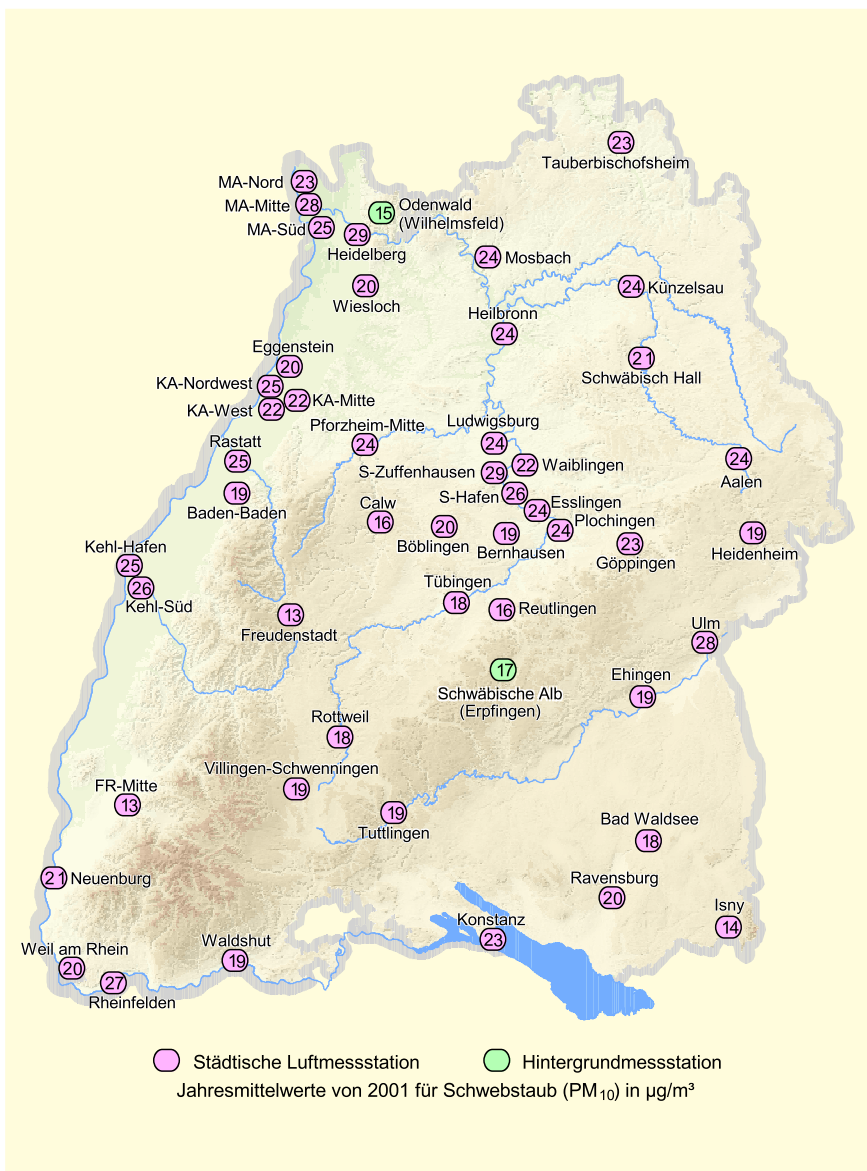 23
Tauberbischofsheim
MA-Nord 23
MA-Mitte 28
MA-Süd 25
15 Odenwald
(Wilhelmsfeld)
29
Heidelberg
24 Mosbach
20
Wiesloch
24 Künzelsau
Heilbronn
24
Eggenstein
20
21
Schwäbisch Hall
KA-Nordwest 25
22 KA-Mitte
KA-West 22
Pforzheim-Mitte
24
Ludwigsburg
24
Rastatt
25
S-Zuffenhausen 29
22 Waiblingen
24
Aalen
19
Baden-Baden
S-Hafen 26
Esslingen
24
Calw
16
20
Böblingen
19
Bernhausen
Plochingen
24
23
Göppingen
19
Heidenheim
Kehl-Hafen
25
26
Kehl-Süd
Tübingen
18
16 Reutlingen
13
Freudenstadt
Ulm
28
17
Schwäbische Alb
(Erpfingen)
Ehingen
19
Rottweil
18
Villingen-Schwenningen
19
FR-Mitte
13
19
Tuttlingen
Bad Waldsee
18
21 Neuenburg
Ravensburg
20
Isny
14
Konstanz
23
Waldshut
19
Weil am Rhein
20
27
Rheinfelden
Städtische Luftmessstation
Hintergrundmessstation
Jahresmittelwerte von 2001 für Schwebstaub (PM10) in µg/m³